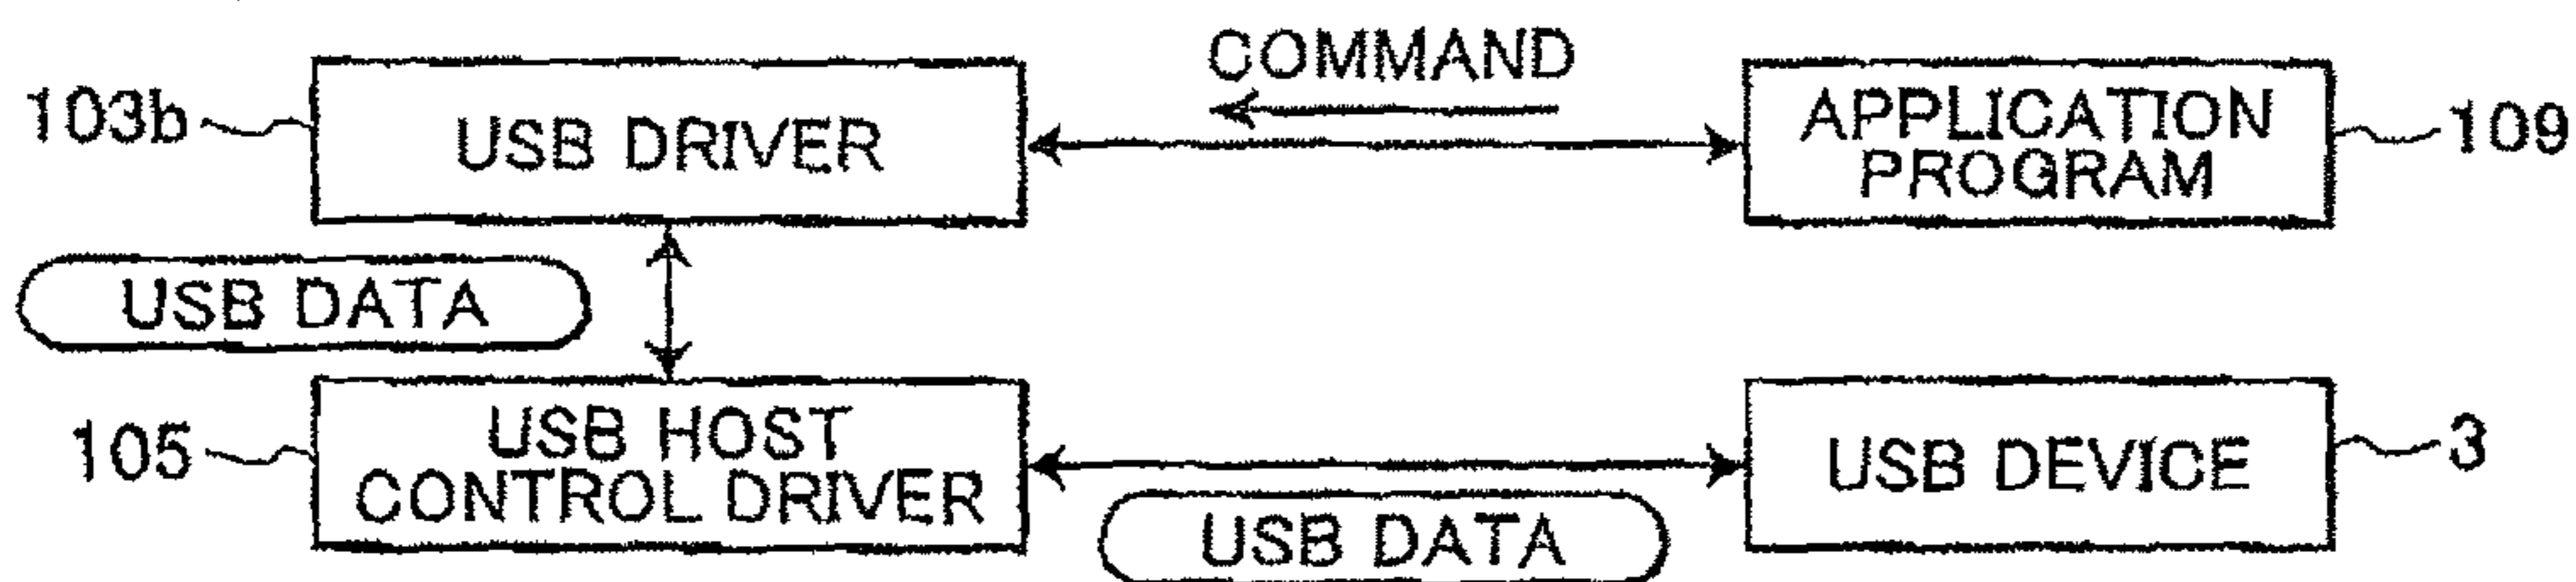 COMMAND
103b
USB DRIVER
APPLICATION
PROGRAM
109
USB DATA
105
USB HOST
CONTROL DRIVER
USB DEVICE
3
USB DATA